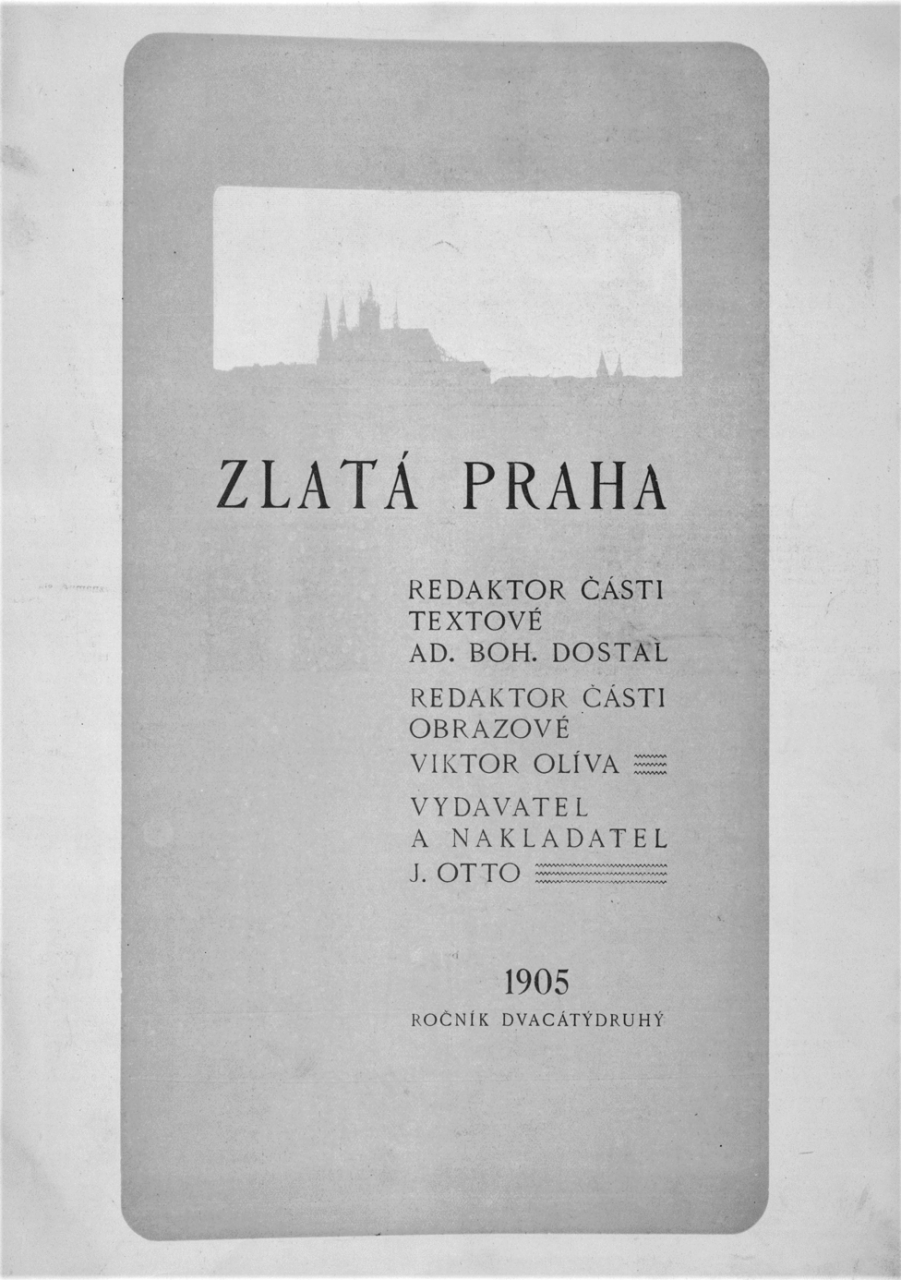 ZLATÁ PRAHA
REDAKTOR ČÁSTI
TEXTOVÉ
AD. BOH. DOSTAL
REDAKTOR ČÁSTI
OBRAZOVÉ
VIKTOR OLÍVA
VYDAVATEL
A NAKLADATEL
J. OTTO
1905
ROČNÍK DVACÁTÝDRUHÝ